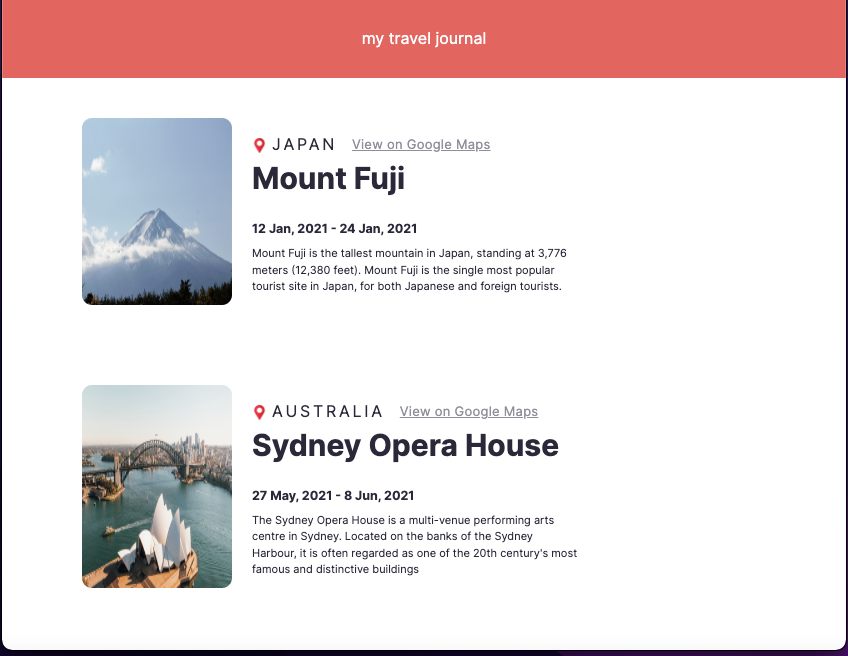 my travel journal
JAPAN View on Google Maps
Mount Fuji
12 Jan, 2021 - 24 Jan, 2021
Mount Fuji is the tallest mountain in Japan, standing at 3,776
meters (12,380 feet). Mount Fuji is the single most popular
tourist site in Japan, for both Japanese and foreign tourists.
AUSTRALIA View on Google Maps
Sydney Opera House
27 May, 2021 - 8 Jun, 2021
The Sydney Opera House is a multi-venue performing arts
centre in Sydney. Located on the banks of the Sydney
Harbour, it is often regarded as one of the 20th century's most
famous and distinctive buildings